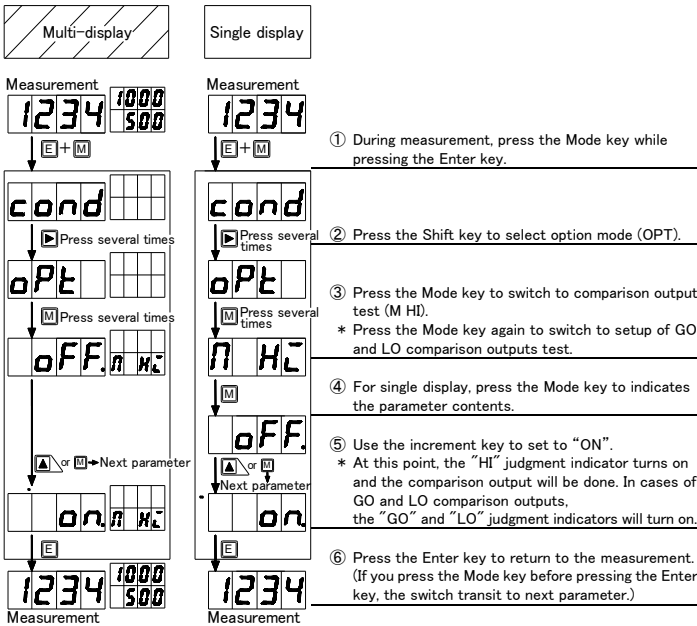 Multi-display
Single display
Measurement
1234 1000
500
E+M
cond
Press several times
oPt
M Press several times
oFF. M Hi
or M Next parameter
on. M Hi
E
1234 1000
500
Measurement
Measurement
1234
E+M
cond
Press several
times
oPt
M Press several
times
M Hi
M
oFF.
or M
Next parameter
on.
E
1234
Measurement
① During measurement, press the Mode key while
pressing the Enter key.
② Press the Shift key to select option mode (OPT).
③ Press the Mode key to switch to comparison output
test (M HI).
* Press the Mode key again to switch to setup of GO
and LO comparison outputs test.
④ For single display, press the Mode key to indicates
the parameter contents.
⑤ Use the increment key to set to “ON”.
* At this point, the "HI" judgment indicator turns on
and the comparison output will be done. In cases of
GO and LO comparison outputs,
the "GO" and "LO" judgment indicators will turn on.
⑥ Press the Enter key to return to the measurement.
(If you press the Mode key before pressing the Enter
key, the switch transit to next parameter.)